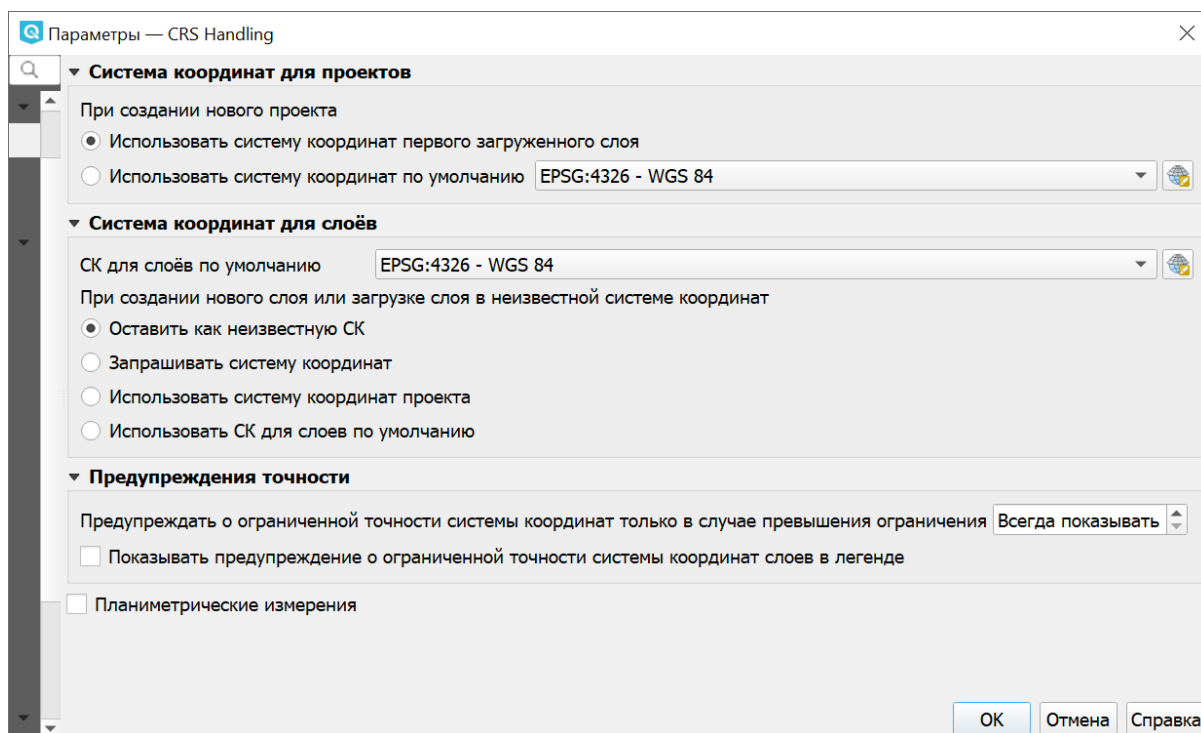 Параметры — CRS Handling
Система координат для проектов
При создании нового проекта
Использовать систему координат первого загруженного слоя
Использовать систему координат по умолчанию EPSG:4326 - WGS 84
Система координат для слоёв
СК для слоёв по умолчанию EPSG:4326 - WGS 84
При создании нового слоя или загрузке слоя в неизвестной системе координат
Оставить как неизвестную СК
Запрашивать систему координат
Использовать систему координат проекта
Использовать СК для слоев по умолчанию
Предупреждения точности
Предупреждать о ограниченной точности системы координат только в случае превышения ограничения Всегда показывать
Показывать предупреждение о ограниченной точности системы координат слоев в легенде
Планиметрические измерения
OK Отмена Справка